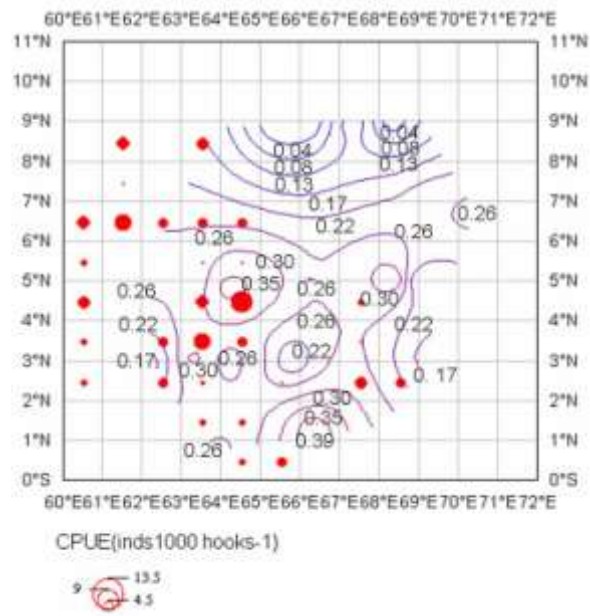 60°E61°E62°E63°E64°E65°E66°E67°E68°E69°E70°E71°E72°E
11°N 11°N
10°N 10°N
9°N 9°N
0.04 0.04
8°N 8°N
0.08 0.08
0.13 0.13
7°N 7°N
0.17
0.26
0.22
6°N 0.26 0.26 6°N
0.30
5°N 0.35 5°N
0.26 0.26
0.30
4°N 4°N
0.26
0.22 0.22
3°N 0.17 0.30 0.26 0.22 3°N
0.17
2°N 0.30 2°N
0.35
1°N 0.39 1°N
0.26
0°S 0°S
60°E61°E62°E63°E64°E65°E66°E67°E68°E69°E70°E71°E72°E
CPUE(inds1000 hooks-1)
13.5
9
4.5